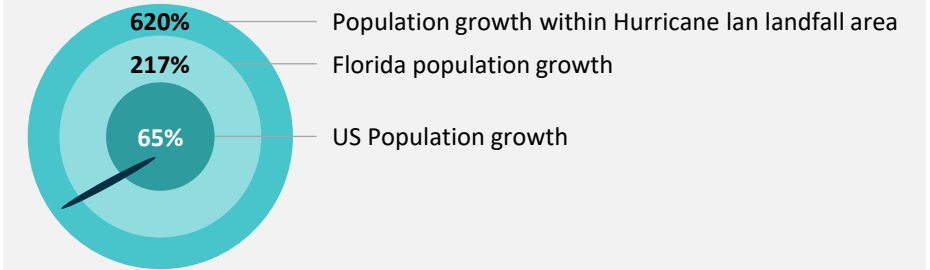 620% Population growth within Hurricane Ian landfall area
217% Florida population growth
65% US Population growth